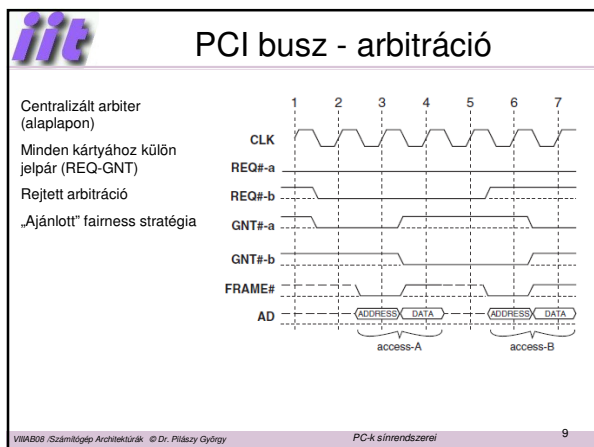 iit
PCI busz - arbitráció
Centralizált arbiter
(alaplapon)
Minden kártyához külön
jelpár (REQ-GNT)
Rejtett arbitráció
„Ajánlott” fairness stratégia
1 2 3 4 5 6 7
CLK
REQ#-a
REQ#-b
GNT#-a
GNT#-b
FRAME#
AD ADDRESS DATA ADDRESS DATA
access-A access-B
VIIIAB08 /Számítógép Architektúrák © Dr. Pilászy György PC-k sínrendszerei 9